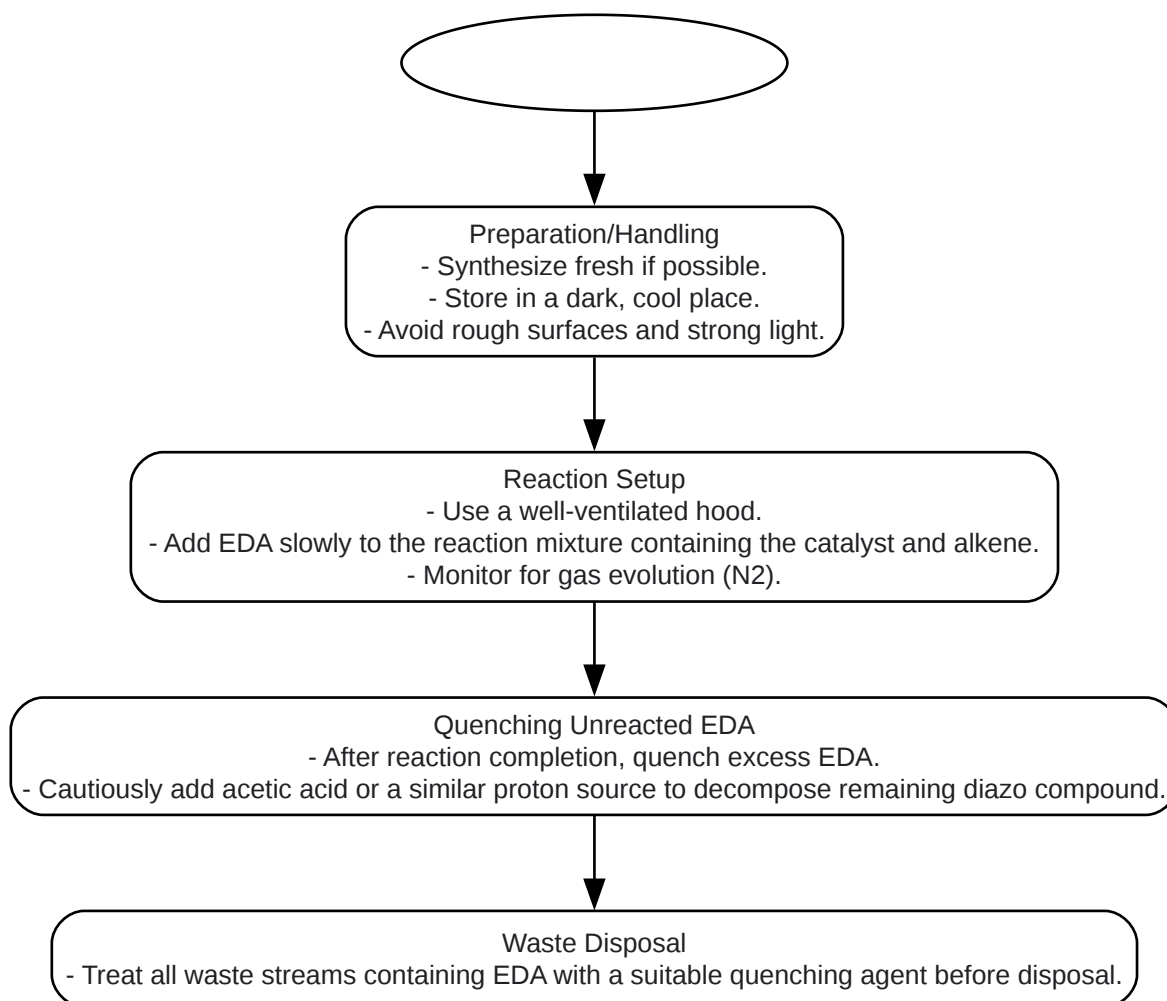 Preparation/Handling
- Synthesize fresh if possible.
- Store in a dark, cool place.
- Avoid rough surfaces and strong light.
Reaction Setup
- Use a well-ventilated hood.
- Add EDA slowly to the reaction mixture containing the catalyst and alkene.
- Monitor for gas evolution (N2).
Quenching Unreacted EDA
- After reaction completion, quench excess EDA.
- Cautiously add acetic acid or a similar proton source to decompose remaining diazo compound.
Waste Disposal
- Treat all waste streams containing EDA with a suitable quenching agent before disposal.